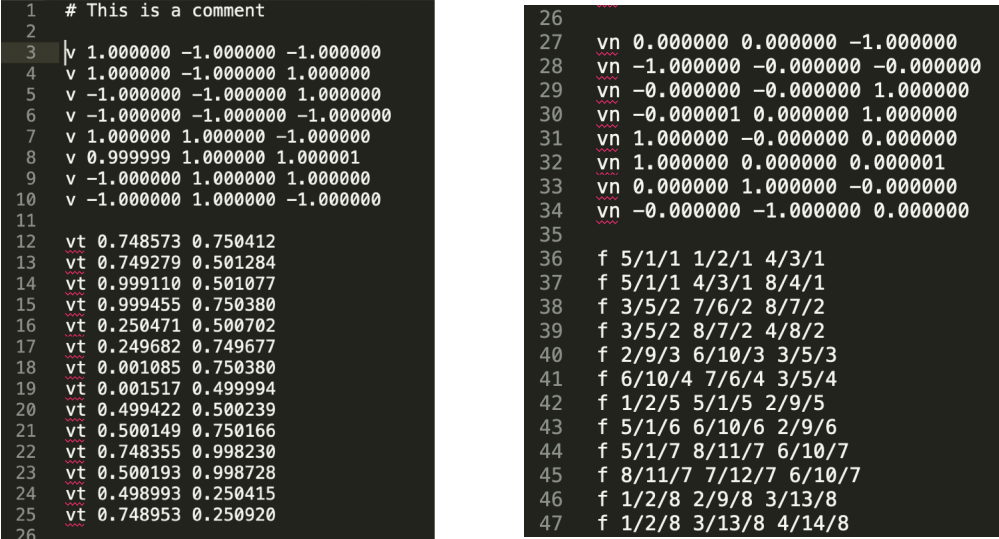 1 # This is a comment
2
3 v 1.000000 -1.000000 -1.000000
4 v 1.000000 -1.000000 1.000000
5 v -1.000000 -1.000000 1.000000
6 v -1.000000 -1.000000 -1.000000
7 v 1.000000 1.000000 -1.000000
8 v 0.999999 1.000000 1.000001
9 v -1.000000 1.000000 1.000000
10 v -1.000000 1.000000 -1.000000
11
12 vt 0.748573 0.750412
13 vt 0.749279 0.501284
14 vt 0.999110 0.501077
15 vt 0.999455 0.750380
16 vt 0.250471 0.500702
17 vt 0.249682 0.749677
18 vt 0.001085 0.750380
19 vt 0.001517 0.499994
20 vt 0.499422 0.500239
21 vt 0.500149 0.750166
22 vt 0.748355 0.998230
23 vt 0.500193 0.998728
24 vt 0.498993 0.250415
25 vt 0.748953 0.250920
26
26
27 vn 0.000000 0.000000 -1.000000
28 vn -1.000000 -0.000000 -0.000000
29 vn -0.000000 -0.000000 1.000000
30 vn -0.000001 0.000000 1.000000
31 vn 1.000000 -0.000000 0.000000
32 vn 1.000000 0.000000 0.000001
33 vn 0.000000 1.000000 -0.000000
34 vn -0.000000 -1.000000 0.000000
35
36 f 5/1/1 1/2/1 4/3/1
37 f 5/1/1 4/3/1 8/4/1
38 f 3/5/2 7/6/2 8/7/2
39 f 3/5/2 8/7/2 4/8/2
40 f 2/9/3 6/10/3 3/5/3
41 f 6/10/4 7/6/4 3/5/4
42 f 1/2/5 5/1/5 2/9/5
43 f 5/1/6 6/10/6 2/9/6
44 f 5/1/7 8/11/7 6/10/7
45 f 8/11/7 7/12/7 6/10/7
46 f 1/2/8 2/9/8 3/13/8
47 f 1/2/8 3/13/8 4/14/8